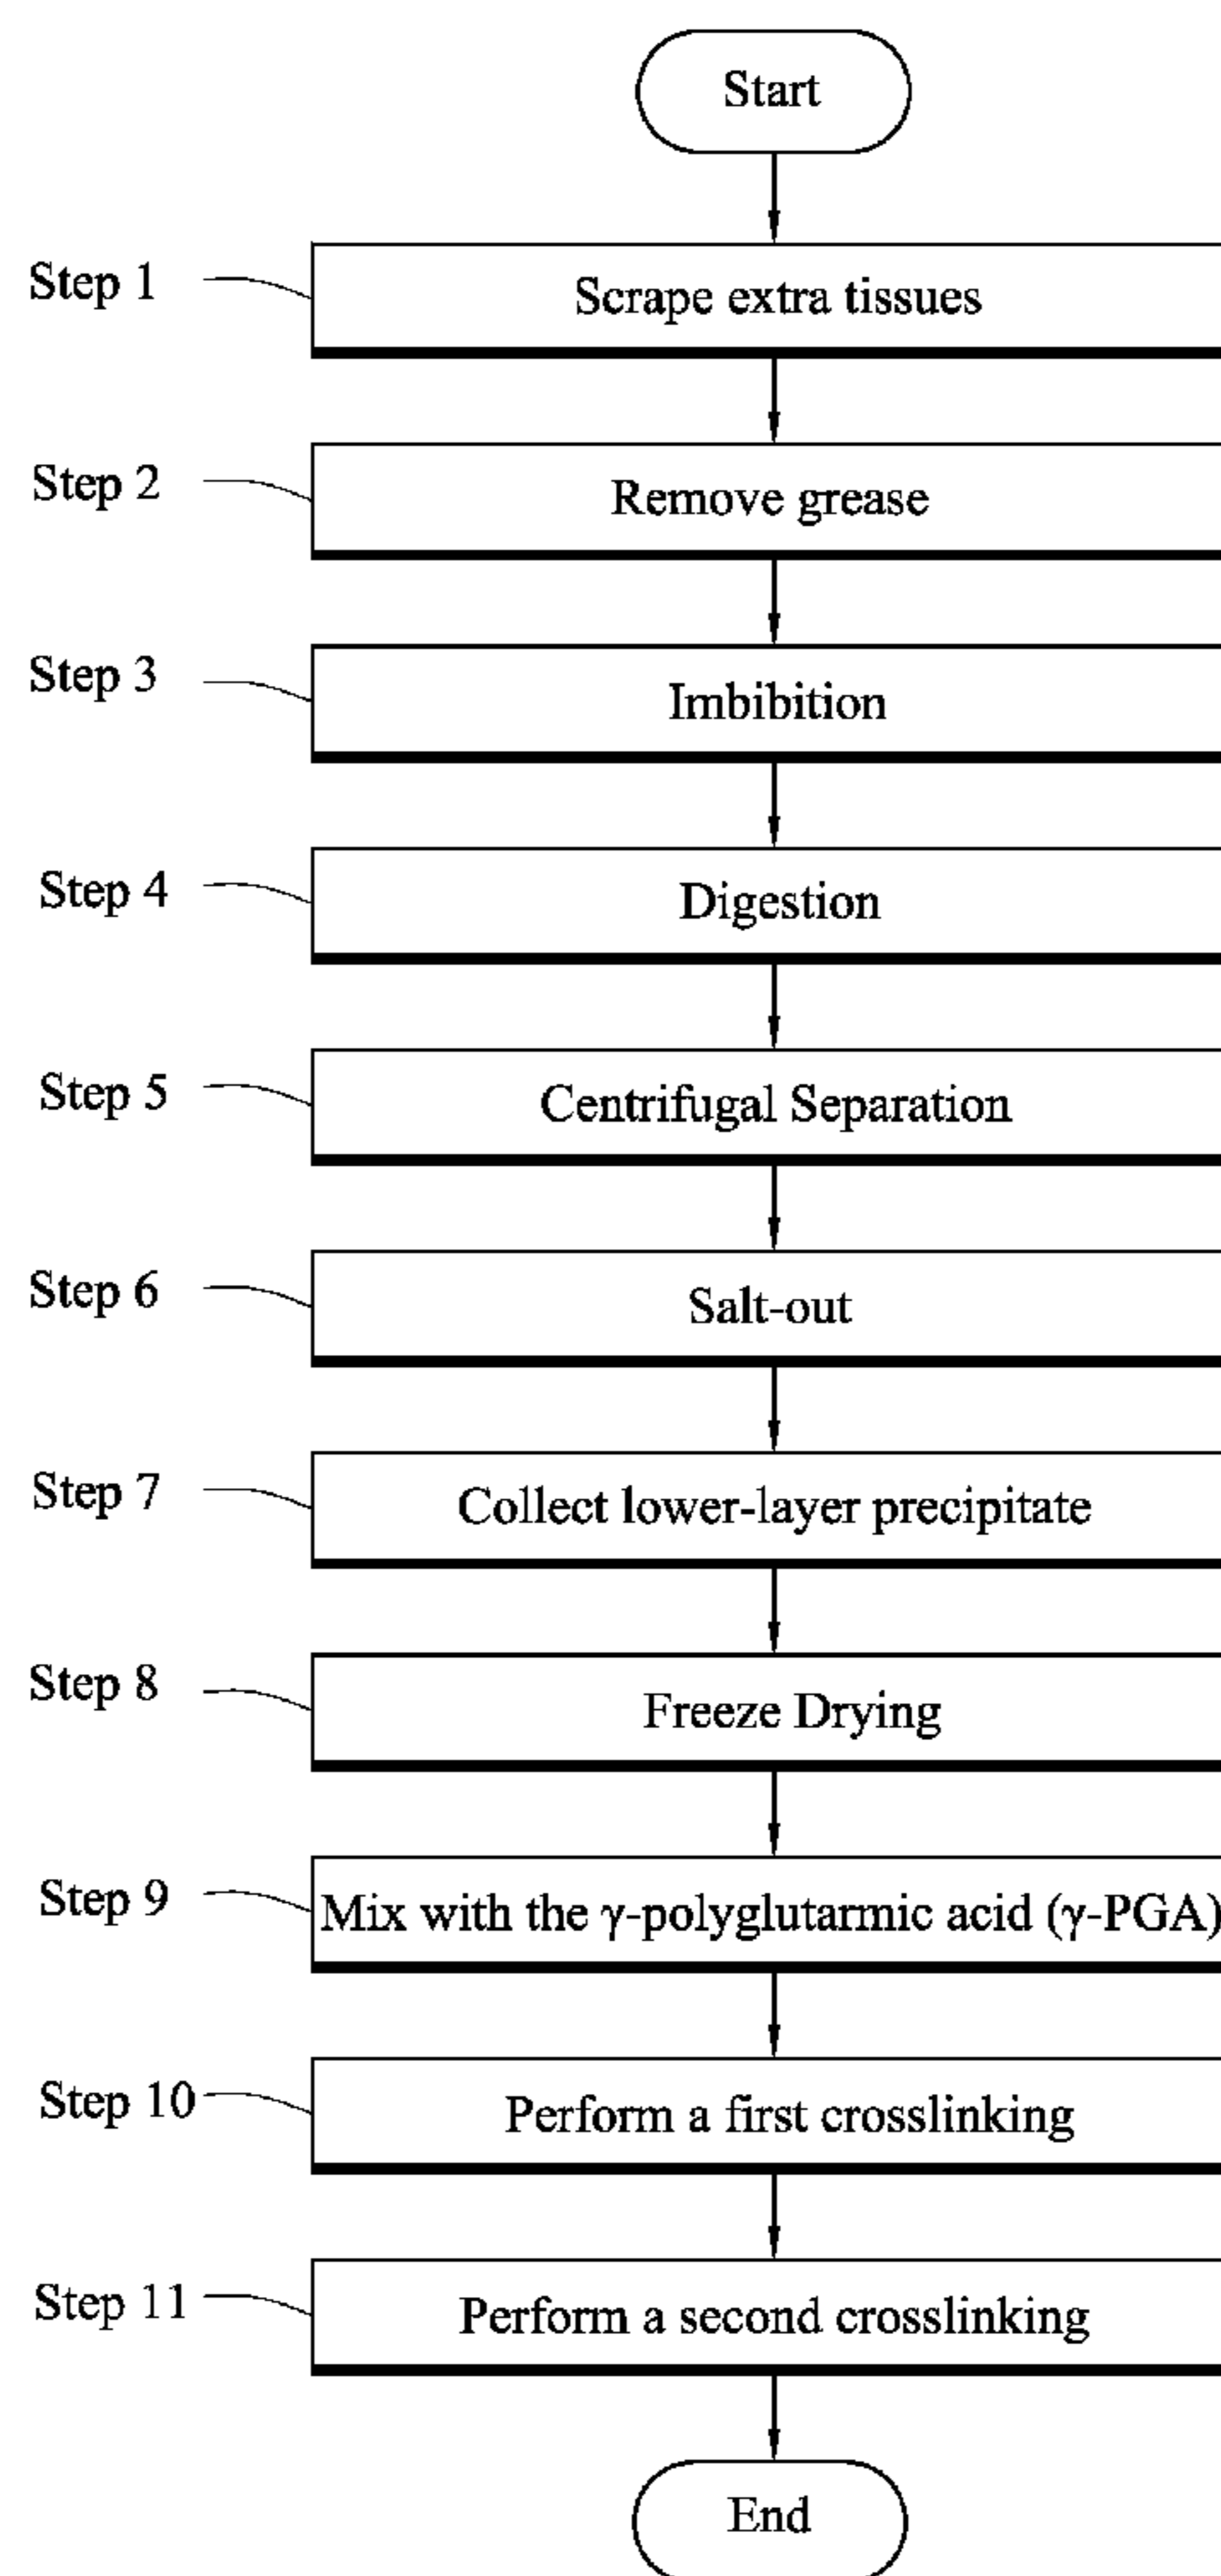 Start
Step 1
Scrape extra tissues
Step 2
Remove grease
Step 3
Imbibition
Step 4
Digestion
Step 5
Centrifugal Separation
Step 6
Salt-out
Step 7
Collect lower-layer precipitate
Step 8
Freeze Drying
Step 9
Mix with the γ-polyglutarmic acid (γ-PGA)
Step 10
Perform a first crosslinking
Step 11
Perform a second crosslinking
End